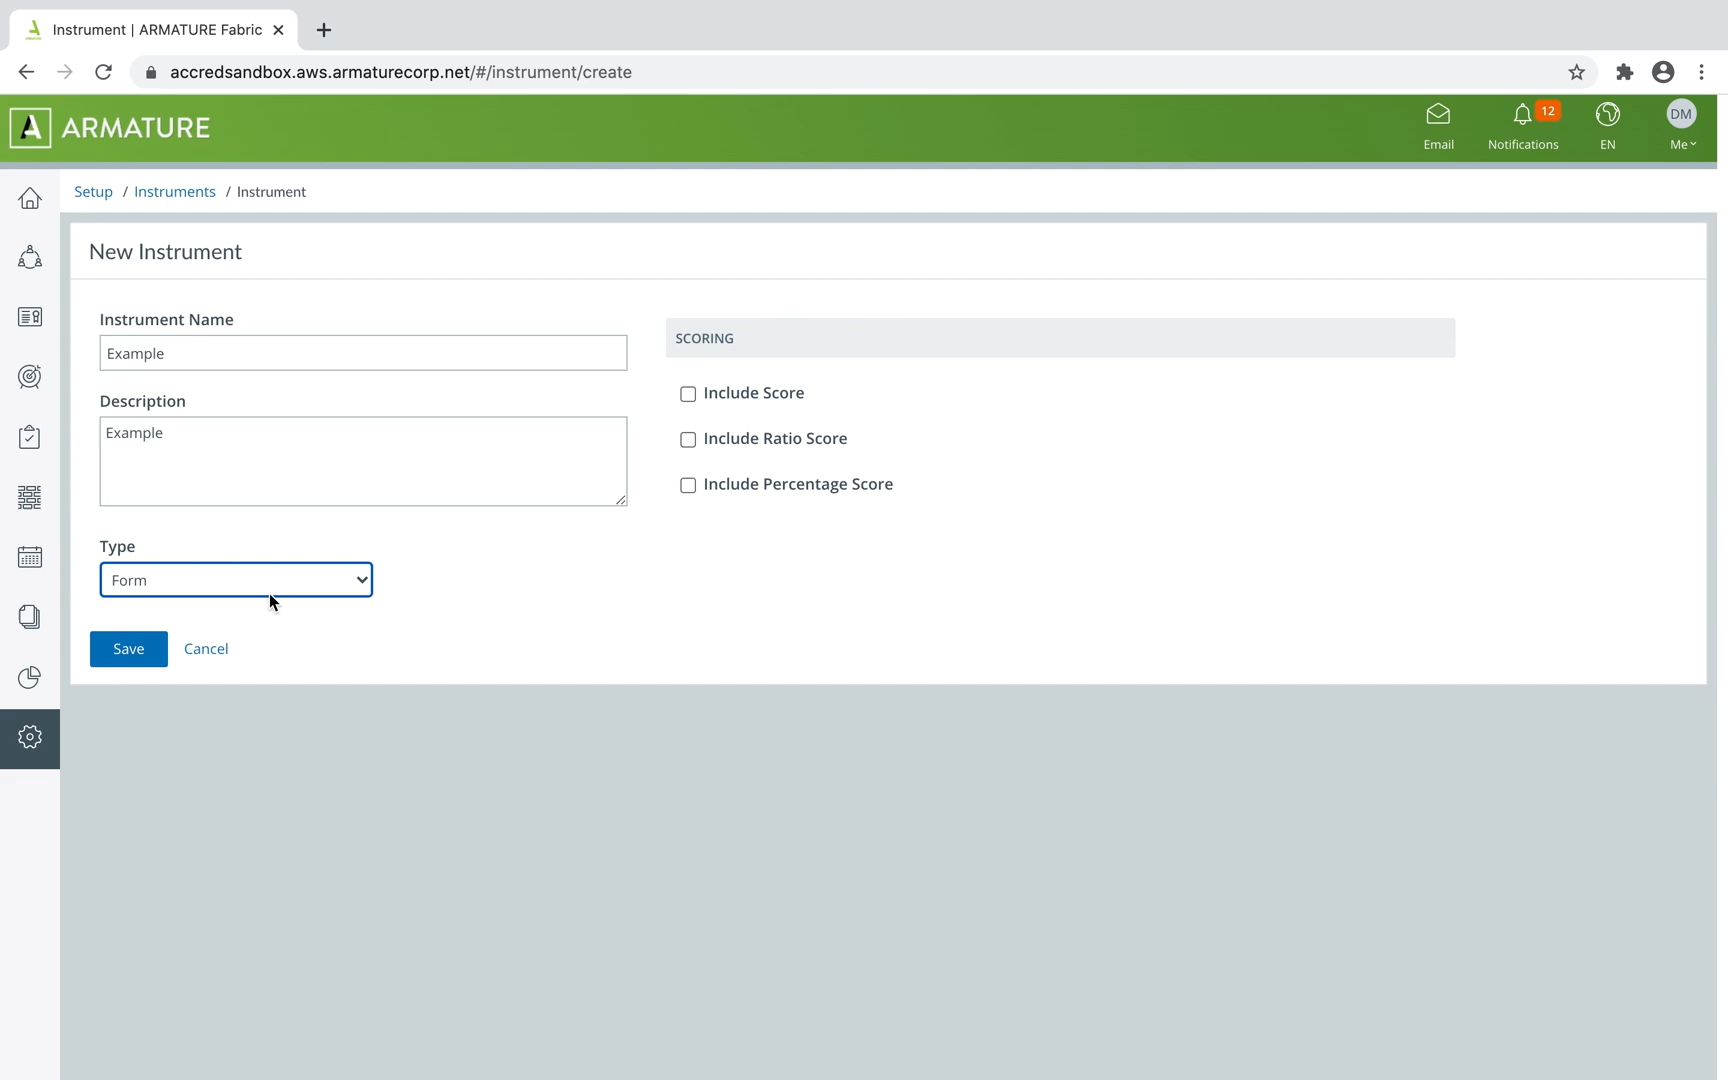 Instrument | ARMATURE Fabric
accredsandbox.aws.armaturecorp.net/#/instrument/create
A ARMATURE
12
DM
Email Notifications EN Me
Setup / Instruments / Instrument
New Instrument
Instrument Name
Example
Description
Example
Type
Form
Save Cancel
SCORING
Include Score
Include Ratio Score
Include Percentage Score